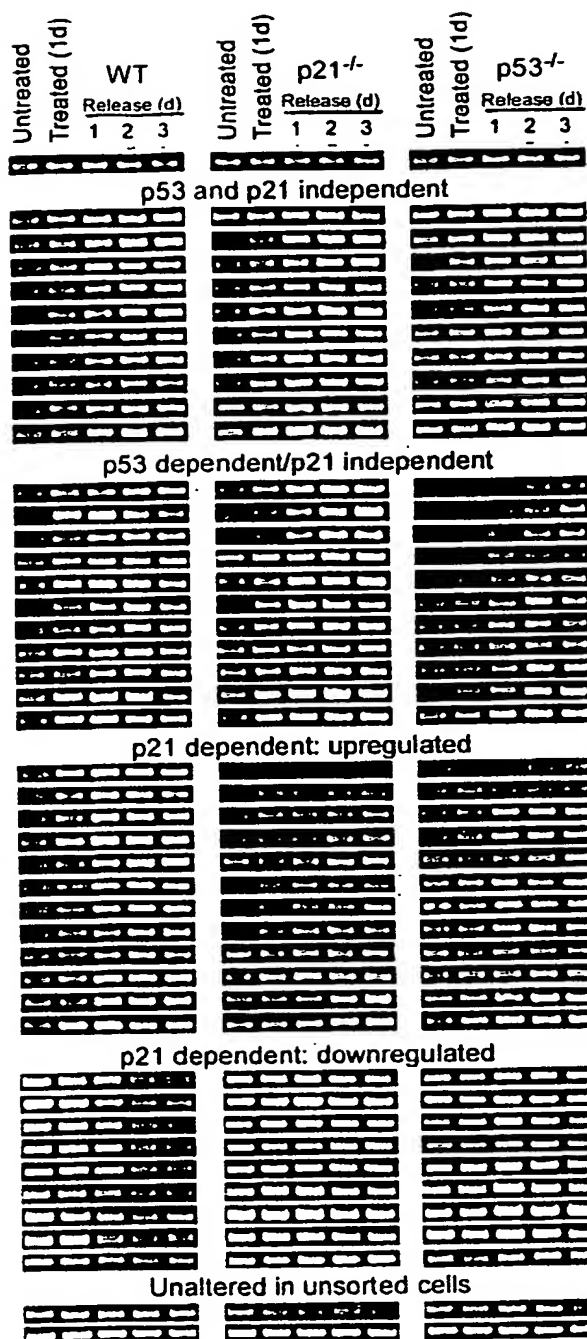 Untreated Treated (1d) WT Release (d) 1 2 3
Untreated Treated (1d) p21-/- Release (d) 1 2 3
Untreated Treated (1d) p53-/- Release (d) 1 2 3
p53 and p21 independent
p53 dependent/p21 independent
p21 dependent: upregulated
p21 dependent: downregulated
Unaltered in unsorted cells